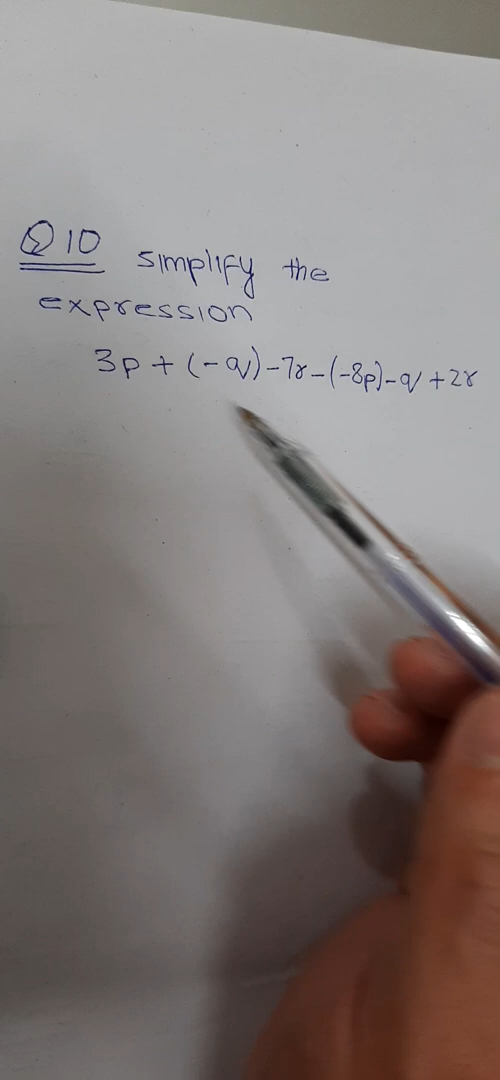 Q10 simplify the
expression
3p + (-q) - 7r - (-8p) - q + 2r